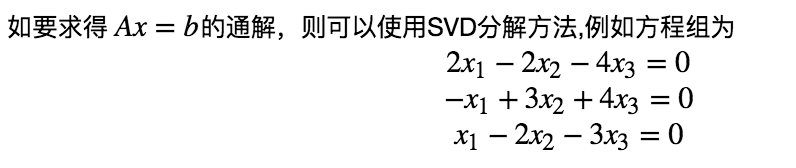 如要求得 Ax = b的通解，则可以使用SVD分解方法,例如方程组为
2x₁ − 2x₂ − 4x₃ = 0
−x₁ + 3x₂ + 4x₃ = 0
x₁ − 2x₂ − 3x₃ = 0